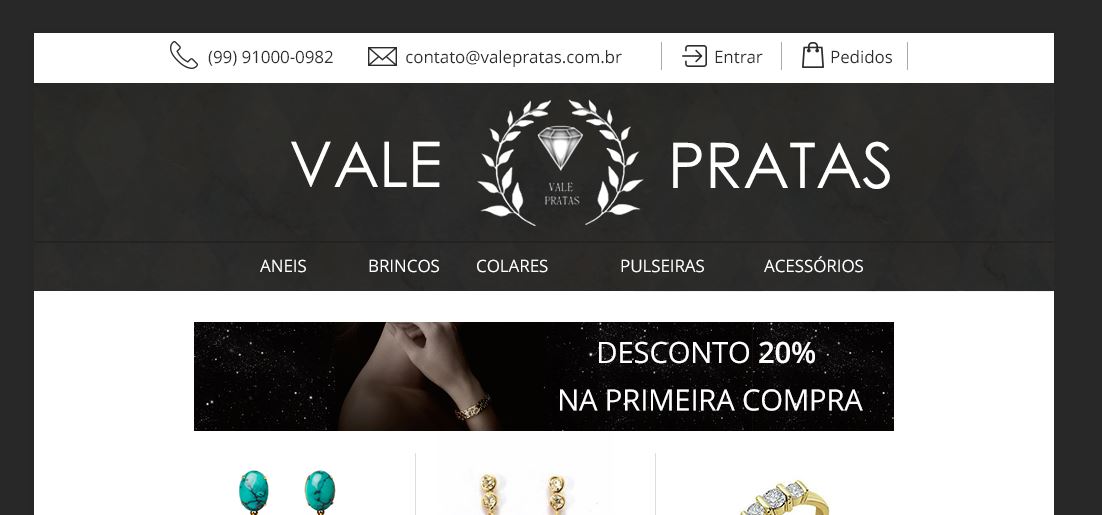 (99) 91000-0982 contato@valepratas.com.br Entrar Pedidos
VALE PRATAS
VALE
PRATAS
ANEIS BRINCOS COLARES PULSEIRAS ACESSÓRIOS
DESCONTO 20%
NA PRIMEIRA COMPRA